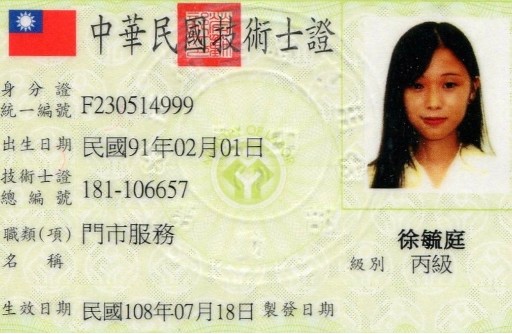 中華民國技術士證
身分證
統一編號 F230514999
出生日期 民國91年02月01日
技術士證
總編號 181-106657
職類(項) 門市服務
名稱
徐毓庭
級別 丙級
生效日期 民國108年07月18日 製發日期